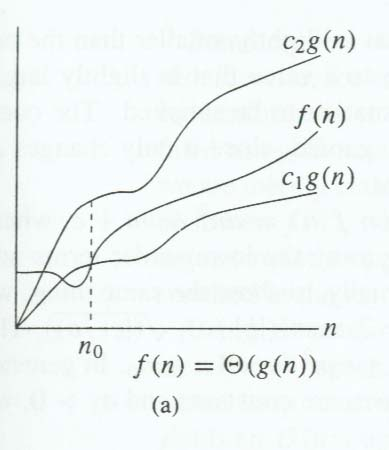 c₂g(n)
f(n)
c₁g(n)
n
n₀
f(n) = Θ(g(n))
(a)